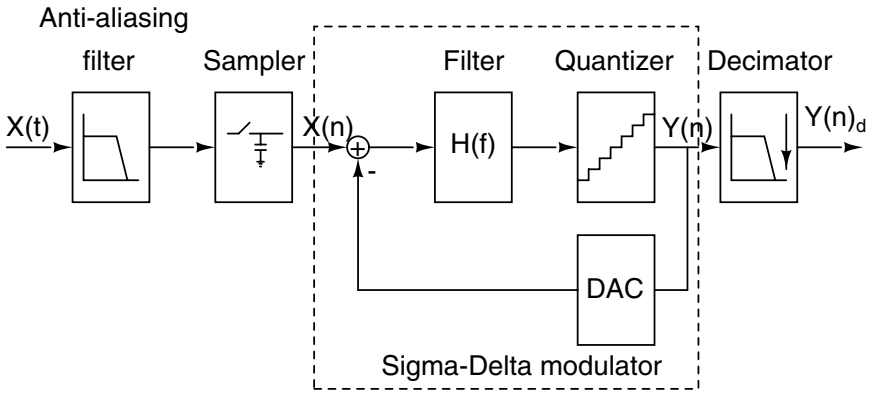 Anti-aliasing
filter
Sampler
Filter
Quantizer
Decimator
X(t)
X(n)
+
-
H(f)
Y(n)
Y(n)d
DAC
Sigma-Delta modulator